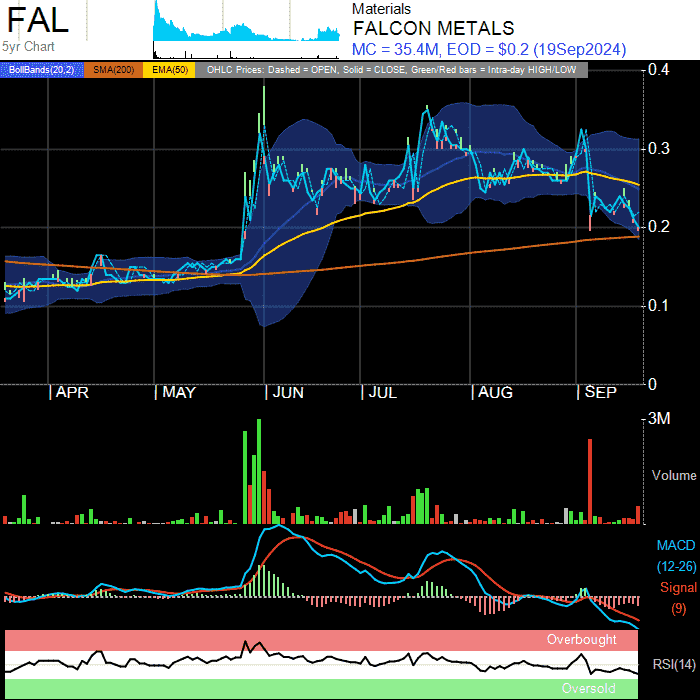 FAL
5yr Chart
Materials
FALCON METALS
MC = 35.4M, EOD = $0.2 (19Sep2024)
BollBands(20,2) SMA(200) EMA(50) OHLC Prices: Dashed = OPEN, Solid = CLOSE, Green/Red bars = Intra-day HIGH/LOW
0.4
0.3
0.2
0.1
0
APR MAY JUN JUL AUG SEP
3M
Volume
MACD
(12-26)
Signal
(9)
Overbought
RSI(14)
Oversold